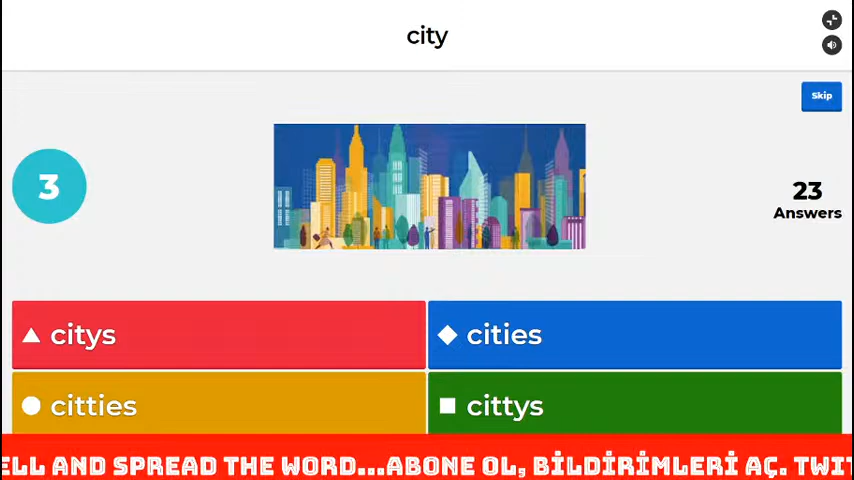 city
Skip
3
23
Answers
citys
cities
citties
cittys
ELL AND SPREAD THE WORD...ABONE OL, BİLDİRİMLERİ AÇ. TWIT